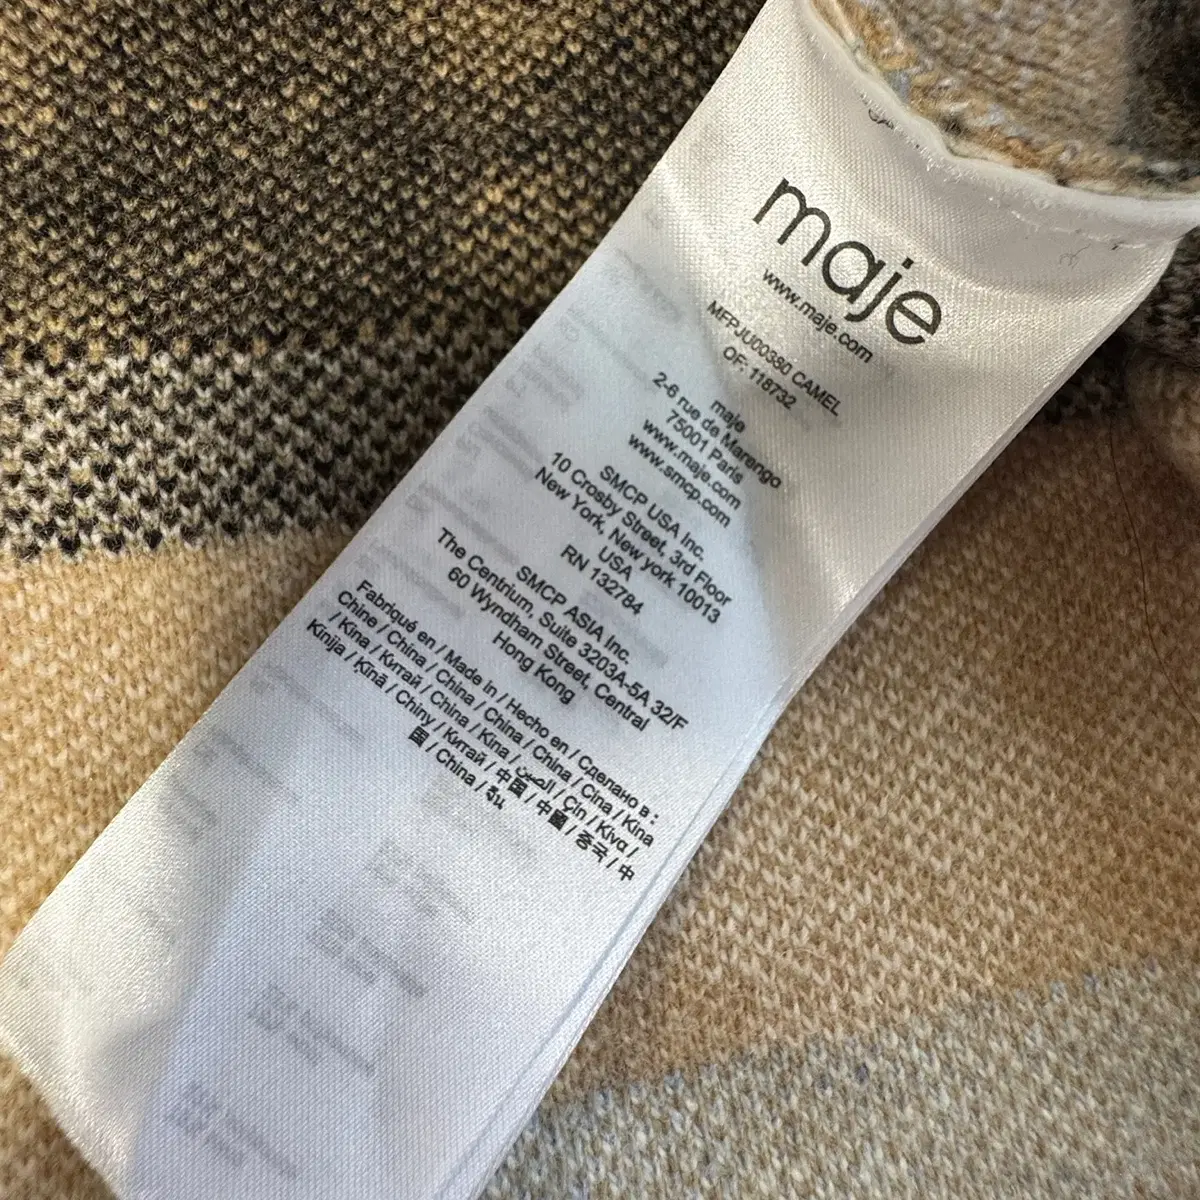 maje
www.maje.com
MFPJU00380 CAMEL
OF: 118732
maje
2-6 rue de Marengo
75001 Paris
www.maje.com
www.smcp.com
SMCP USA Inc.
10 Crosby Street, 3rd Floor
New York, New york 10013
USA
RN 132784
SMCP ASIA Inc.
The Centrium, Suite 3203A-5A 32/F
60 Wyndham Street, Central
Hong Kong
Fabriqué en / Made in / Hecho en / Сделано в :
Chine / China / China / China / Cina / Kina
/ Kina / Китай / China / Kina / الصين / Çin / Κίνα /
Kinija / Ķīnā / Chiny / Китай / 中国 / 中國 / 중국 / 中
国 / China / จีน